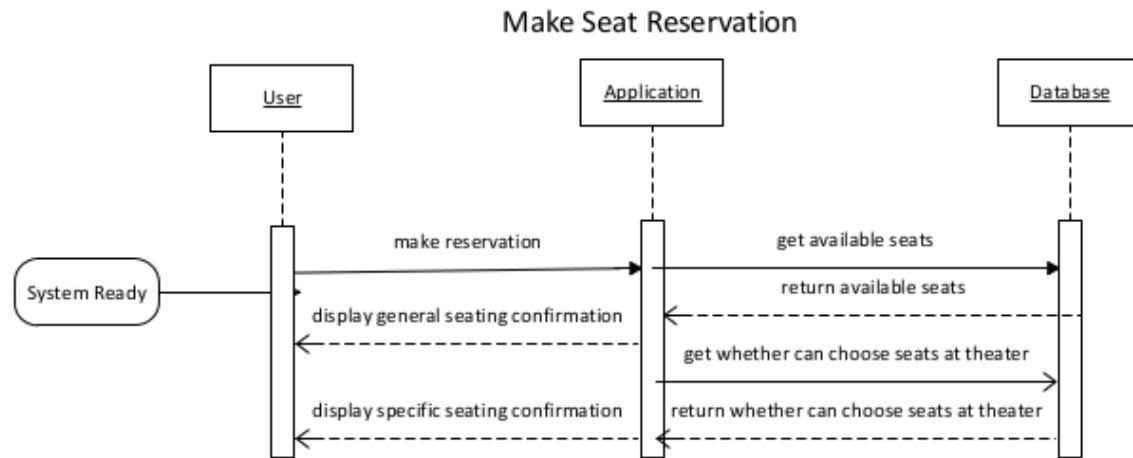 Make Seat Reservation
User
Application
Database
make reservation
get available seats
System Ready
return available seats
display general seating confirmation
get whether can choose seats at theater
display specific seating confirmation
return whether can choose seats at theater